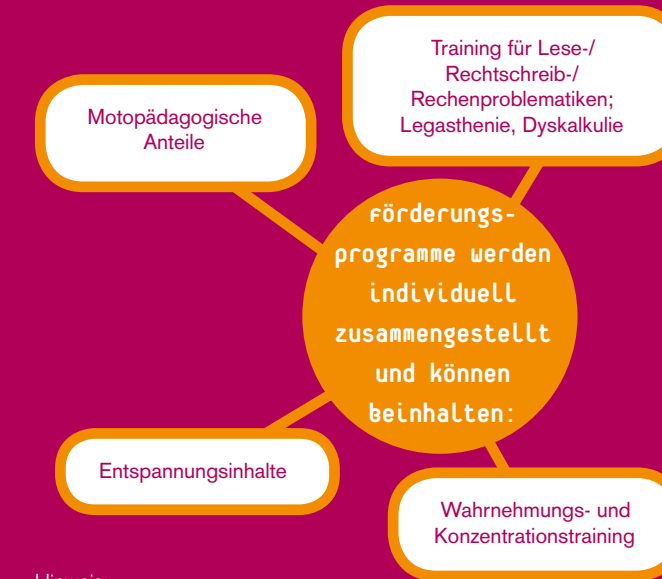 Training für Lese-/
Rechtschreib-/
Rechenproblematiken;
Legasthenie, Dyskalkulie
Motopädagogische
Anteile
Förderungs-
programme werden
individuell
zusammengestellt
und können
beinhalten:
Entspannungsinhalte
Wahrnehmungs- und
Konzentrationstraining